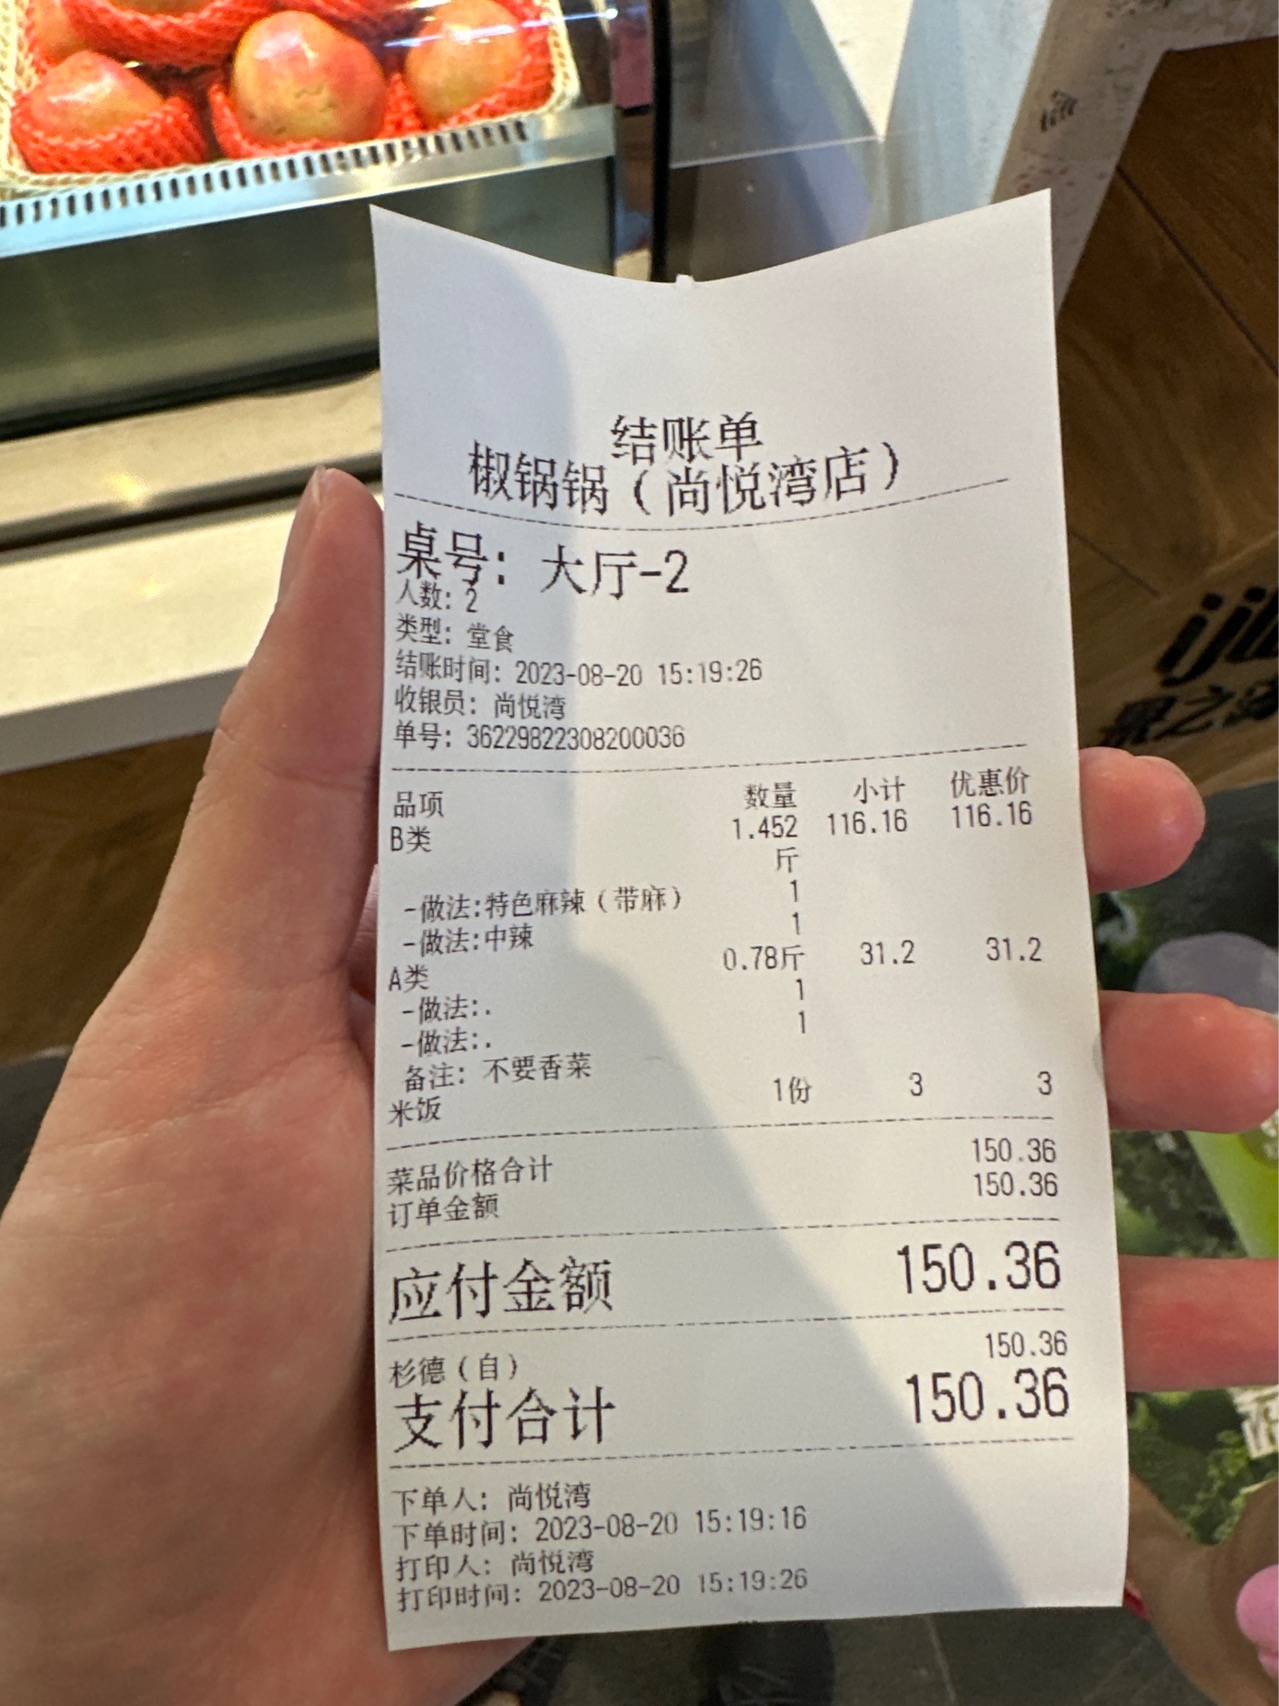 结账单
椒锅锅（尚悦湾店）
桌号：大厅-2
人数：2
类型：堂食
结账时间：2023-08-20 15:19:26
收银员：尚悦湾
单号：36229822308200036
品项 数量 小计 优惠价
B类 1.452 116.16 116.16
斤
-做法:特色麻辣（带麻） 1
-做法:中辣 1
A类 0.78斤 31.2 31.2
-做法:. 1
-做法:. 1
备注：不要香菜
米饭 1份 3 3
菜品价格合计 150.36
订单金额 150.36
应付金额 150.36
杉德（自） 150.36
支付合计 150.36
下单人：尚悦湾
下单时间：2023-08-20 15:19:16
打印人：尚悦湾
打印时间：2023-08-20 15:19:26